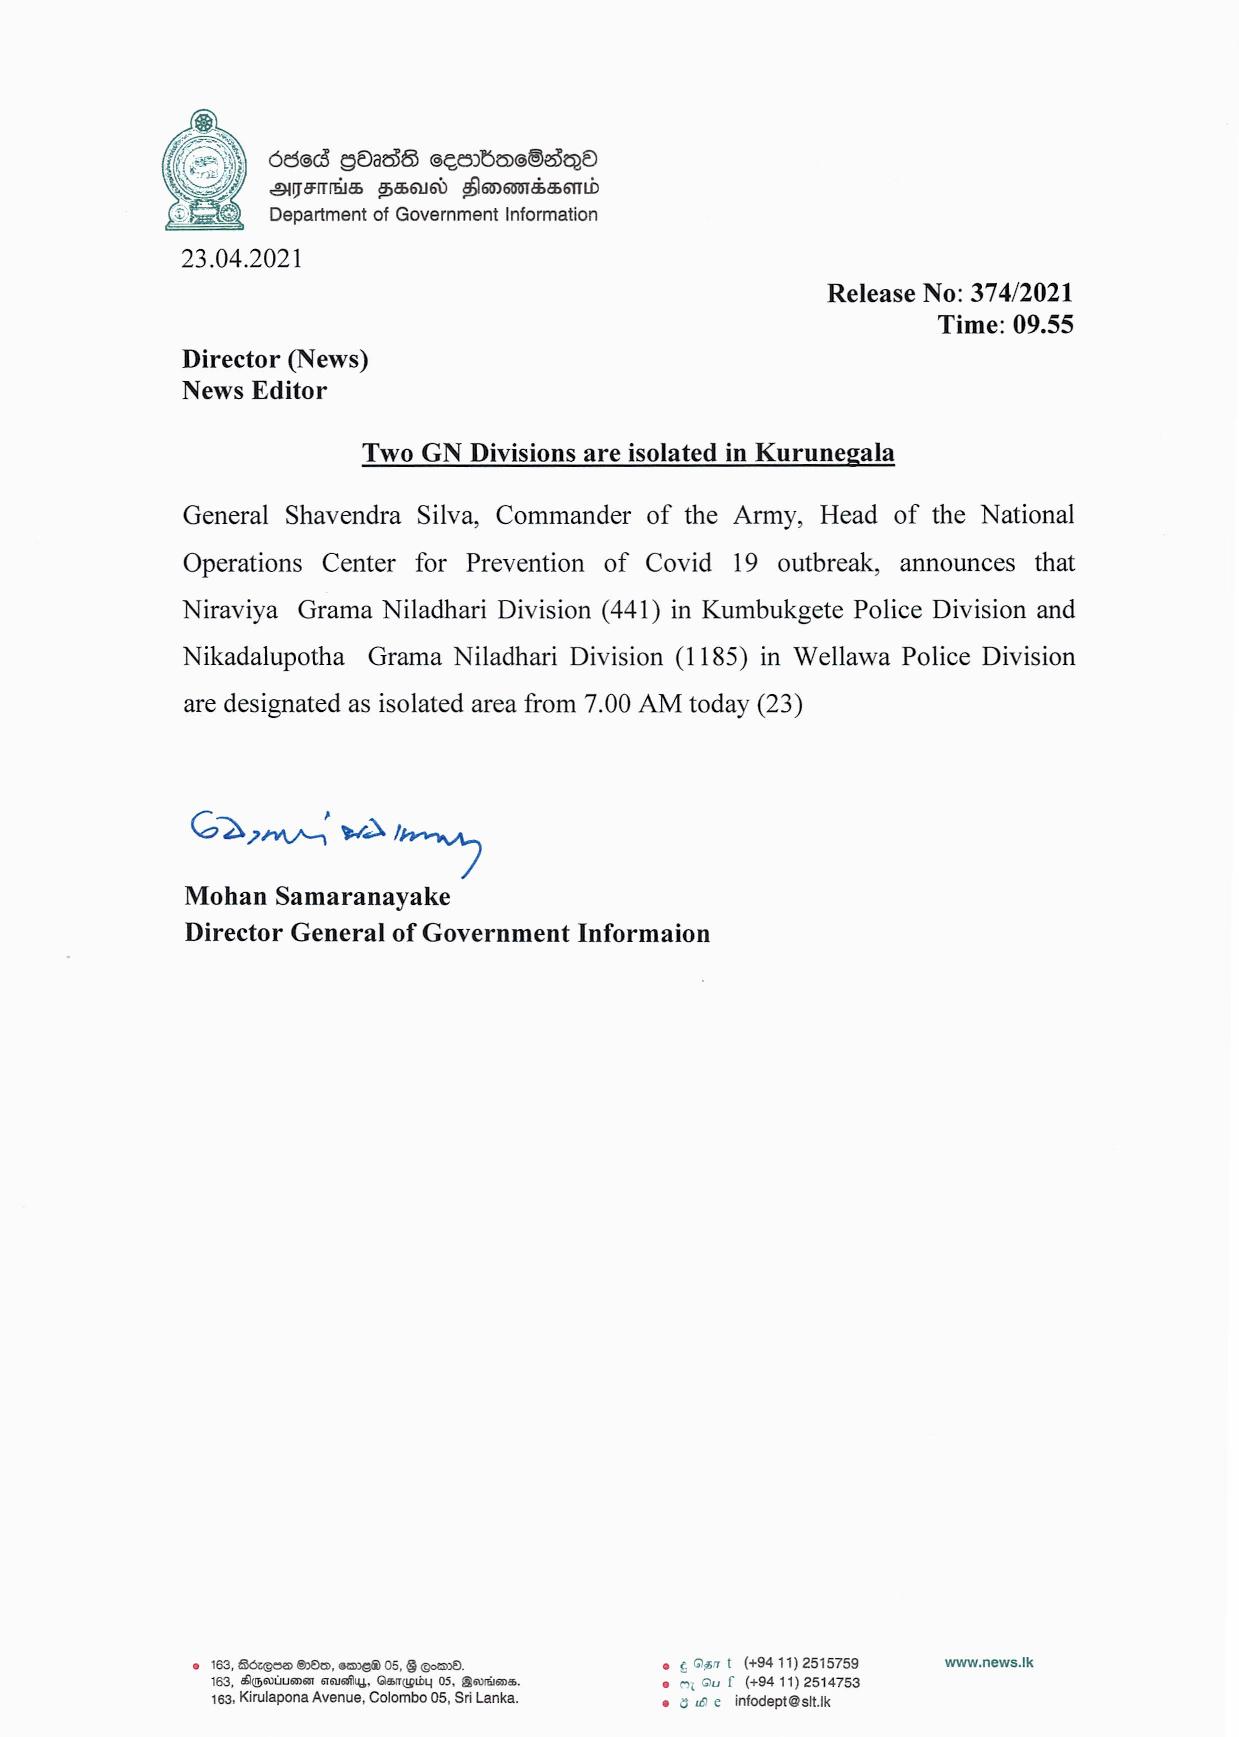 රජයේ ප්‍රවෘත්ති දෙපාර්තමේන්තුව
அரசாங்க தகவல் திணைக்களம்
Department of Government Information
23.04.2021
Release No: 374/2021
Time: 09.55
Director (News)
News Editor
Two GN Divisions are isolated in Kurunegala
General Shavendra Silva, Commander of the Army, Head of the National
Operations Center for Prevention of Covid 19 outbreak, announces that
Niraviya Grama Niladhari Division (441) in Kumbukgete Police Division and
Nikadalupotha Grama Niladhari Division (1185) in Wellawa Police Division
are designated as isolated area from 7.00 AM today (23)
Mohan Samaranayake
Director General of Government Informaion
163, කිරුලපන මාවත, කොළඹ 05, ශ්‍රී ලංකාව.
163, கிருலப்பனை எவனியூ, கொழும்பு 05, இலங்கை.
163, Kirulapona Avenue, Colombo 05, Sri Lanka.
දු தொ t (+94 11) 2515759
ෆැ பெ f (+94 11) 2514753
ඊ மி e infodept@slt.lk
www.news.lk